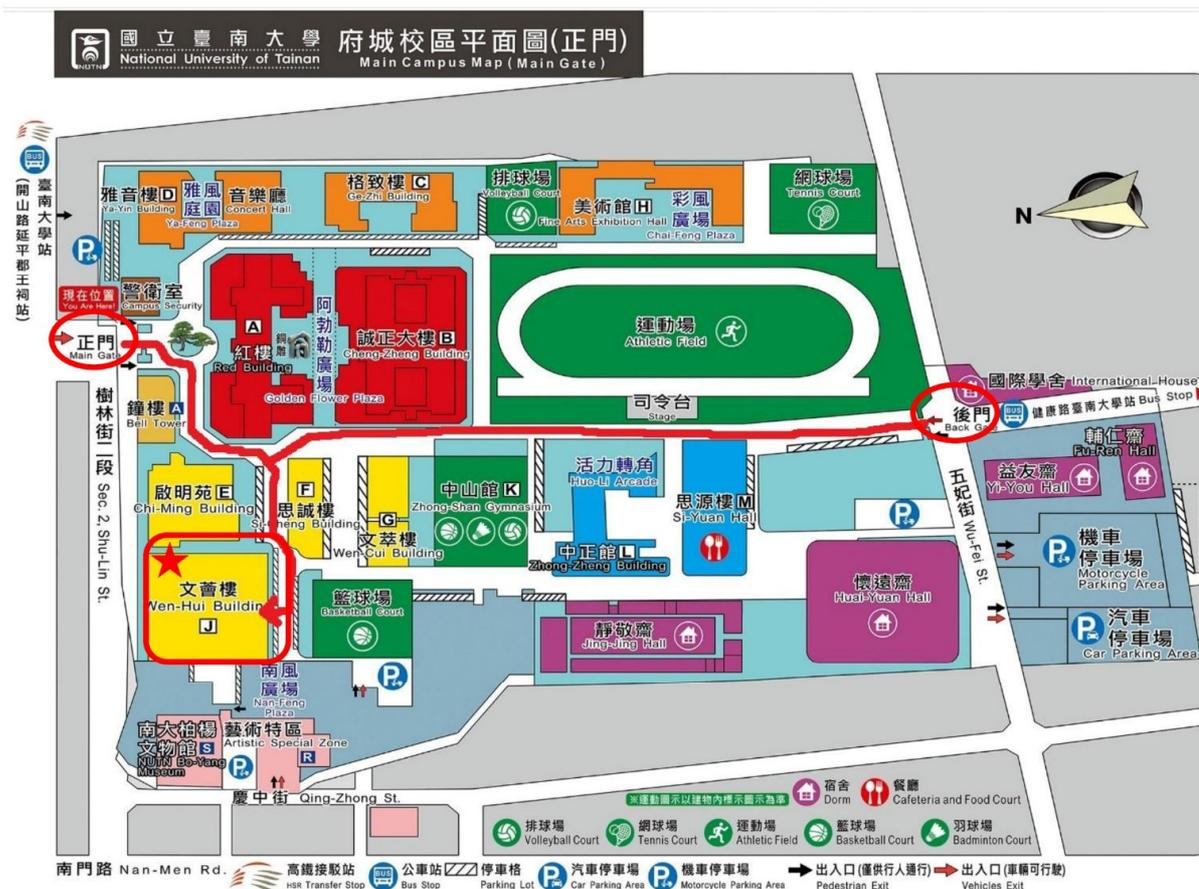 NUTN
國立臺南大學
National University of Tainan
府城校區平面圖(正門)
Main Campus Map (Main Gate)
BUS
臺南大學站
(開山路延平郡王祠站)
雅音樓 D
Ya-Yin Building
雅風庭園
Ya-Feng Plaza
音樂廳
Concert Hall
格致樓 C
Ge-Zhi Building
排球場
Volleyball Court
美術館 H
Fine Arts Exhibition Hall
彩風廣場
Chai-Feng Plaza
網球場
Tennis Court
N
P
現在位置
You Are Here!
警衛室
Campus Security
正門
Main Gate
A
紅樓
Red Building
銅雕
阿勃勒廣場
Golden Flower Plaza
誠正大樓 B
Cheng-Zheng Building
運動場
Athletic Field
司令台
Stage
國際學舍 International House
後門
Back Gate
BUS
健康路臺南大學站 Bus Stop
樹林街二段 Sec. 2, Shu-Lin St.
鐘樓 A
Bell Tower
啟明苑 E
Chi-Ming Building
F
思誠樓
Si-Cheng Building
G
文萃樓
Wen-Cui Building
中山館 K
Zhong-Shan Gymnasium
活力轉角
Huo-Li Arcade
中正館 L
Zhong-Zheng Building
思源樓 M
Si-Yuan Hall
P
五妃街 Wu-Fei St.
輔仁齋
Fu-Ren Hall
益友齋
Yi-You Hall
P
機車停車場
Motorcycle Parking Area
P
汽車停車場
Car Parking Area
文薈樓
Wen-Hui Building
J
籃球場
Basketball Court
靜敬齋
Jing-Jing Hall
懷遠齋
Huai-Yuan Hall
南風廣場
Nan-Feng Plaza
P
南大柏楊文物館 S
NUTN Bo-Yang Museum
藝術特區
Artistic Special Zone
R
P
慶中街 Qing-Zhong St.
※運動圖示以建物內標示圖示為準
宿舍
Dorm
餐廳
Cafeteria and Food Court
排球場
Volleyball Court
網球場
Tennis Court
運動場
Athletic Field
籃球場
Basketball Court
羽球場
Badminton Court
南門路 Nan-Men Rd.
高鐵接駁站
HSR Transfer Stop
BUS
公車站
Bus Stop
停車格
Parking Lot
P
汽車停車場
Car Parking Area
P
機車停車場
Motorcycle Parking Area
出入口(僅供行人通行)
Pedestrian Exit
出入口(車輛可行駛)
Vehicles Exit